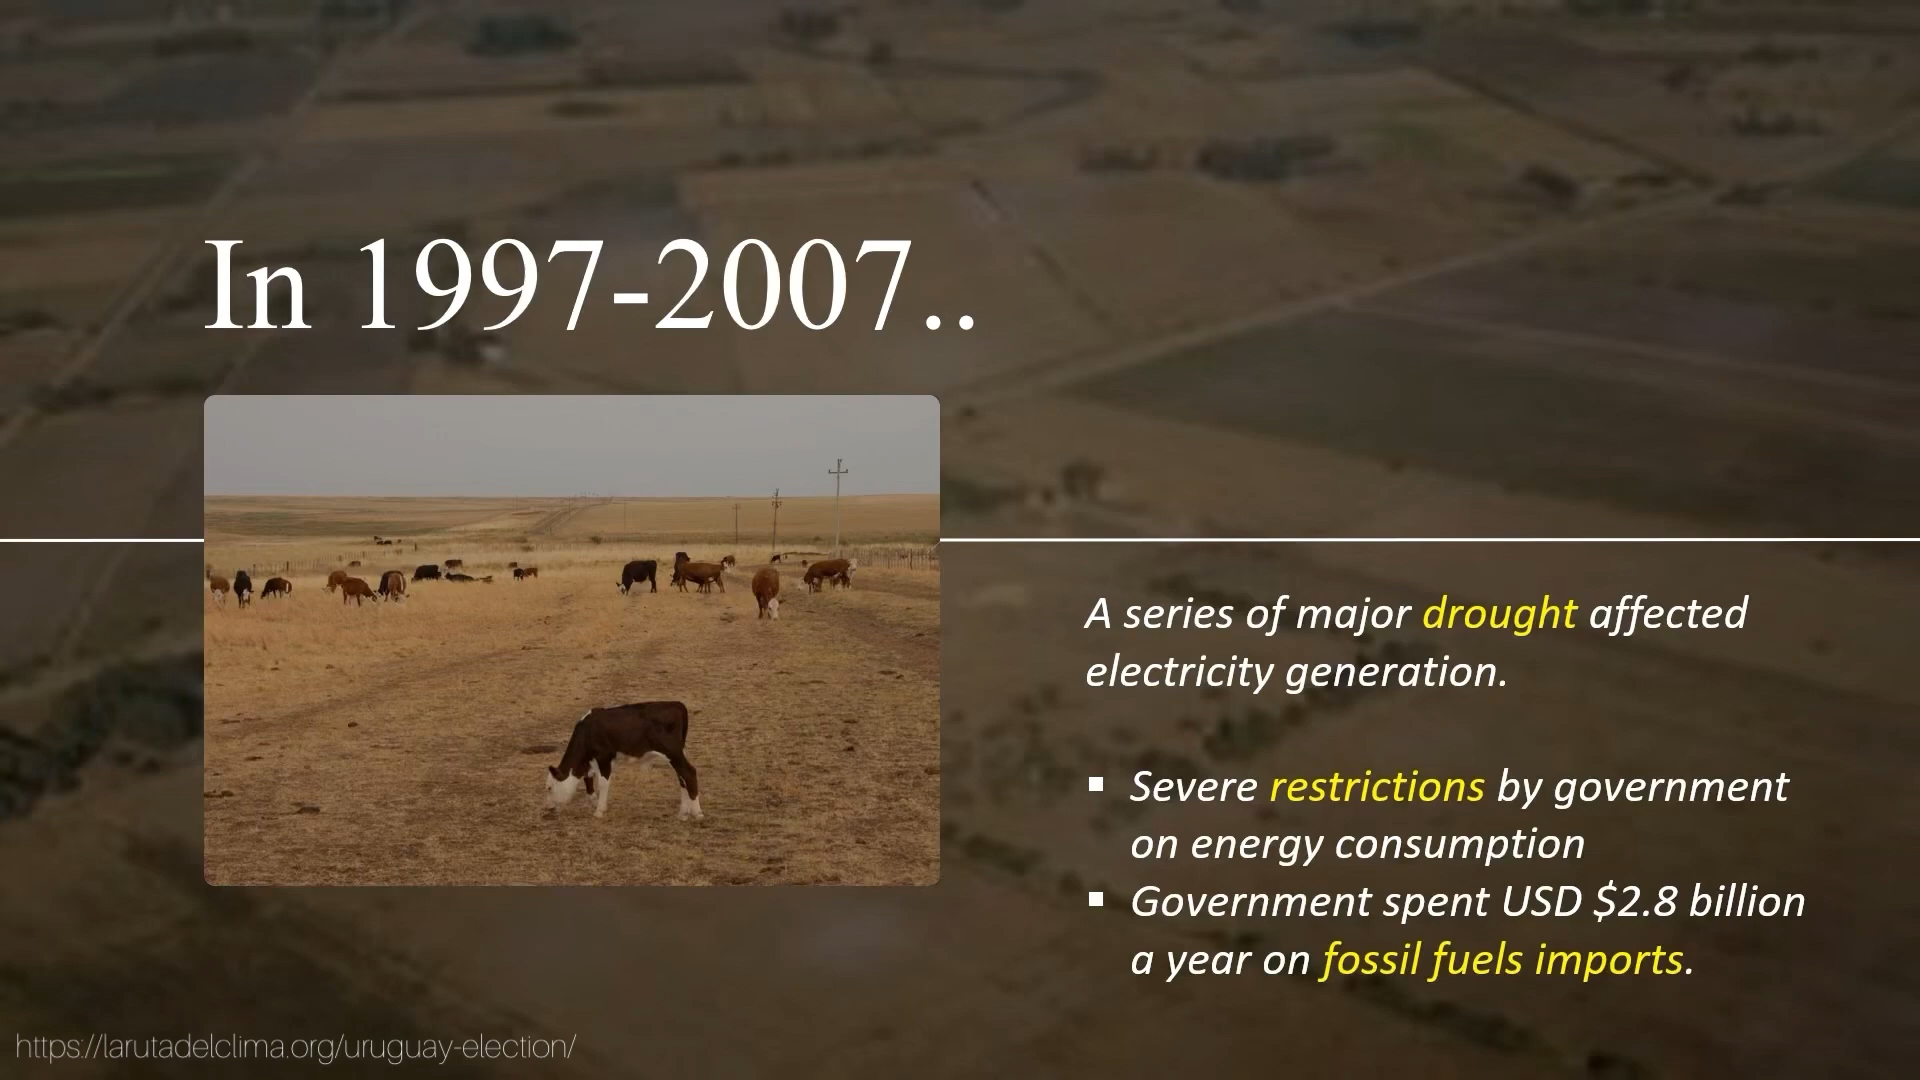 In 1997-2007..
A series of major drought affected
electricity generation.
▪ Severe restrictions by government
on energy consumption
▪ Government spent USD $2.8 billion
a year on fossil fuels imports.
https://larutadelclima.org/uruguay-election/